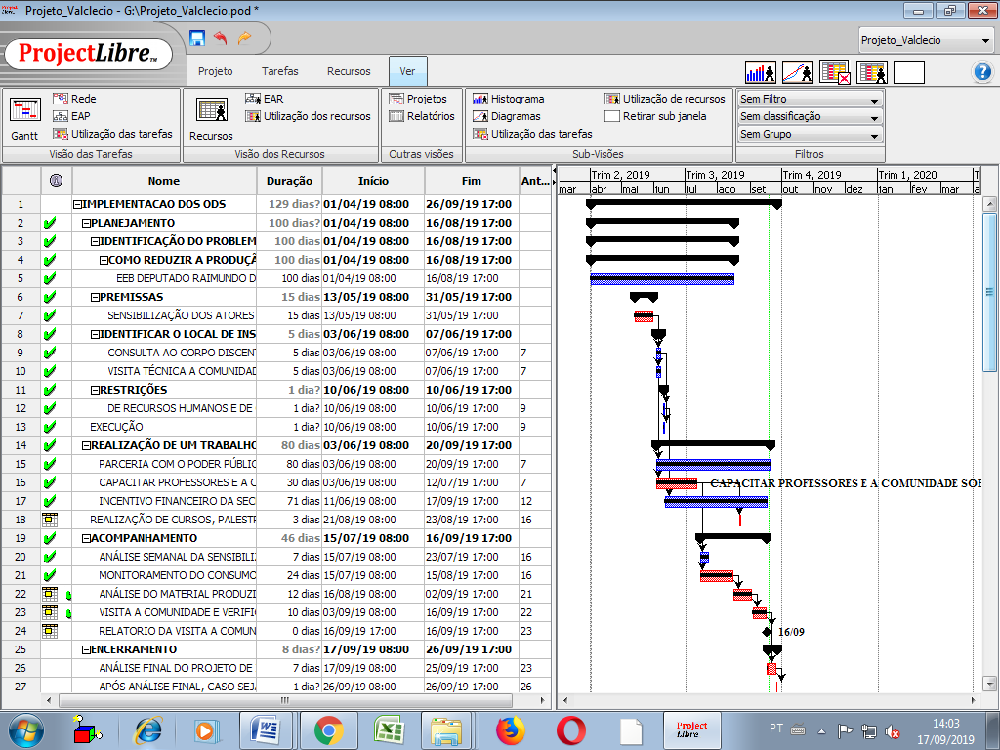 Projeto_Valclecio - G:\Projeto_Valclecio.pod *
ProjectLibre™
Projeto Tarefas Recursos Ver
Projeto_Valclecio
Gantt
Rede
EAP
Utilização das tarefas
Visão das Tarefas
Recursos
EAR
Utilização dos recursos
Visão dos Recursos
Projetos
Relatórios
Outras visões
Histograma
Diagramas
Utilização das tarefas
Utilização de recursos
Retirar sub janela
Sub-Visões
Sem Filtro
Sem classificação
Sem Grupo
Filtros
Nome Duração Início Fim Ant...
1 IMPLEMENTACAO DOS ODS 129 dias? 01/04/19 08:00 26/09/19 17:00
2 PLANEJAMENTO 100 dias? 01/04/19 08:00 16/08/19 17:00
3 IDENTIFICAÇÃO DO PROBLEM 100 dias 01/04/19 08:00 16/08/19 17:00
4 COMO REDUZIR A PRODUÇÃ 100 dias 01/04/19 08:00 16/08/19 17:00
5 EEB DEPUTADO RAIMUNDO D 100 dias 01/04/19 08:00 16/08/19 17:00
6 PREMISSAS 15 dias 13/05/19 08:00 31/05/19 17:00
7 SENSIBILIZAÇÃO DOS ATORES 15 dias 13/05/19 08:00 31/05/19 17:00
8 IDENTIFICAR O LOCAL DE INS 5 dias 03/06/19 08:00 07/06/19 17:00
9 CONSULTA AO CORPO DISCENT 5 dias 03/06/19 08:00 07/06/19 17:00 7
10 VISITA TÉCNICA A COMUNIDAD 5 dias 03/06/19 08:00 07/06/19 17:00 7
11 RESTRIÇÕES 1 dia? 10/06/19 08:00 10/06/19 17:00
12 DE RECURSOS HUMANOS E DE 1 dia? 10/06/19 08:00 10/06/19 17:00 9
13 EXECUÇÃO 1 dia? 10/06/19 08:00 10/06/19 17:00 9
14 REALIZAÇÃO DE UM TRABALHO 80 dias 03/06/19 08:00 20/09/19 17:00
15 PARCERIA COM O PODER PÚBLIC 80 dias 03/06/19 08:00 20/09/19 17:00 7
16 CAPACITAR PROFESSORES E A C 30 dias 03/06/19 08:00 12/07/19 17:00 7
17 INCENTIVO FINANCEIRO DA SEC 71 dias 11/06/19 08:00 17/09/19 17:00 12
18 REALIZAÇÃO DE CURSOS, PALEST 3 dias 21/08/19 08:00 23/08/19 17:00 16
19 ACOMPANHAMENTO 46 dias 15/07/19 08:00 16/09/19 17:00
20 ANÁLISE SEMANAL DA SENSIBILI 7 dias 15/07/19 08:00 23/07/19 17:00 16
21 MONITORAMENTO DO CONSUMO 24 dias 15/07/19 08:00 15/08/19 17:00 16
22 ANÁLISE DO MATERIAL PRODUZI 12 dias 16/08/19 08:00 02/09/19 17:00 21
23 VISITA A COMUNIDADE E VERIFI 10 dias 03/09/19 08:00 16/09/19 17:00 22
24 RELATORIO DA VISITA A COMUN 0 dias 16/09/19 17:00 16/09/19 17:00 23
25 ENCERRAMENTO 8 dias? 17/09/19 08:00 26/09/19 17:00
26 ANÁLISE FINAL DO PROJETO DE 7 dias 17/09/19 08:00 25/09/19 17:00 23
27 APÓS ANÁLISE FINAL, CASO SEJA 1 dia? 26/09/19 08:00 26/09/19 17:00 26
Trim 2, 2019 Trim 3, 2019 Trim 4, 2019 Trim 1, 2020 T
mar abr mai jun jul ago set out nov dez jan fev mar a
CAPACITAR PROFESSORES E A COMUNIDADE SOB
16/09
Project Libre
PT
14:03
17/09/2019